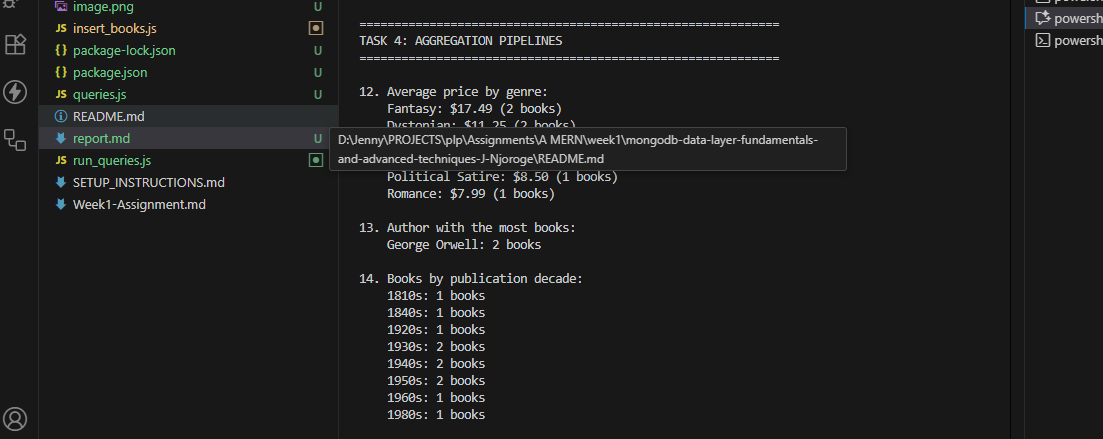 image.png U
JS insert_books.js
{} package-lock.json U
{} package.json U
JS queries.js U
README.md
report.md U
JS run_queries.js
SETUP_INSTRUCTIONS.md
Week1-Assignment.md
============================================================
TASK 4: AGGREGATION PIPELINES
============================================================
12. Average price by genre:
Fantasy: $17.49 (2 books)
Dystopian: $11.25 (2 books)
D:\Jenny\PROJECTS\plp\Assignments\A MERN\week1\mongodb-data-layer-fundamentals-
and-advanced-techniques-J-Njoroge\README.md
Political Satire: $8.50 (1 books)
Romance: $7.99 (1 books)
13. Author with the most books:
George Orwell: 2 books
14. Books by publication decade:
1810s: 1 books
1840s: 1 books
1920s: 1 books
1930s: 2 books
1940s: 2 books
1950s: 2 books
1960s: 1 books
1980s: 1 books
powersh
powersh